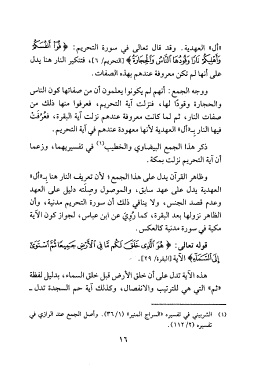 «أل» العهدية. وقد قال تعالى في سورة التحريم: ﴿قُوٓاْ أَنفُسَكُمۡ
وَأَهۡلِيكُمۡ نَارٗا وَقُودُهَا ٱلنَّاسُ وَٱلۡحِجَارَةُ﴾ [التحريم/٦]، فتنكير النار هنا يدل
على أنها لم تكن معروفة عندهم بهذه الصفات.
ووجه الجمع: أنهم لم يكونوا يعلمون أن من صفاتها كون الناس
والحجارة وقودًا لها، فنزلت آية التحريم، فعرفوا منها ذلك من
صفات النار، ثم لما كانت معروفة عندهم نزلت آية البقرة، فعُرِّفَتْ
فيها النار بـ«أل» العهدية لأنها معهودة عندهم في آية التحريم.
ذكر هذا الجمع البيضاوي والخطيب(١) في تفسيريهما، وزعما
أن آية التحريم نزلت بمكة.
وظاهر القرآن يدل على هذا الجمع؛ لأن تعريف النار هنا بـ«أل»
العهدية يدل على عهد سابق، والموصول وصِلَته دليل على العهد
وعدم قصد الجنس، ولا ينافي ذلك أن سورة التحريم مدنية، وأن
الظاهر نزولها بعد البقرة، كما رُوِيَ عن ابن عباس، لجواز كون الآية
مكية في سورة مدنية كالعكس.
قوله تعالى: ﴿هُوَ ٱلَّذِي خَلَقَ لَكُم مَّا فِي ٱلۡأَرۡضِ جَمِيعٗا ثُمَّ ٱسۡتَوَىٰٓ
إِلَى ٱلسَّمَآءِ﴾ الآية [البقرة/٢٩].
هذه الآية تدل على أن خلق الأرض قبل خلق السماء، بدليل لفظة
«ثم» التي هي للترتيب والانفصال، وكذلك آية حم السجدة تدل ــ
(١) الشربيني في تفسيره «السراج المنير» (٣٦/١). وأصل الجمع عند الرازي في
تفسيره (١١٢/٢).
١٦